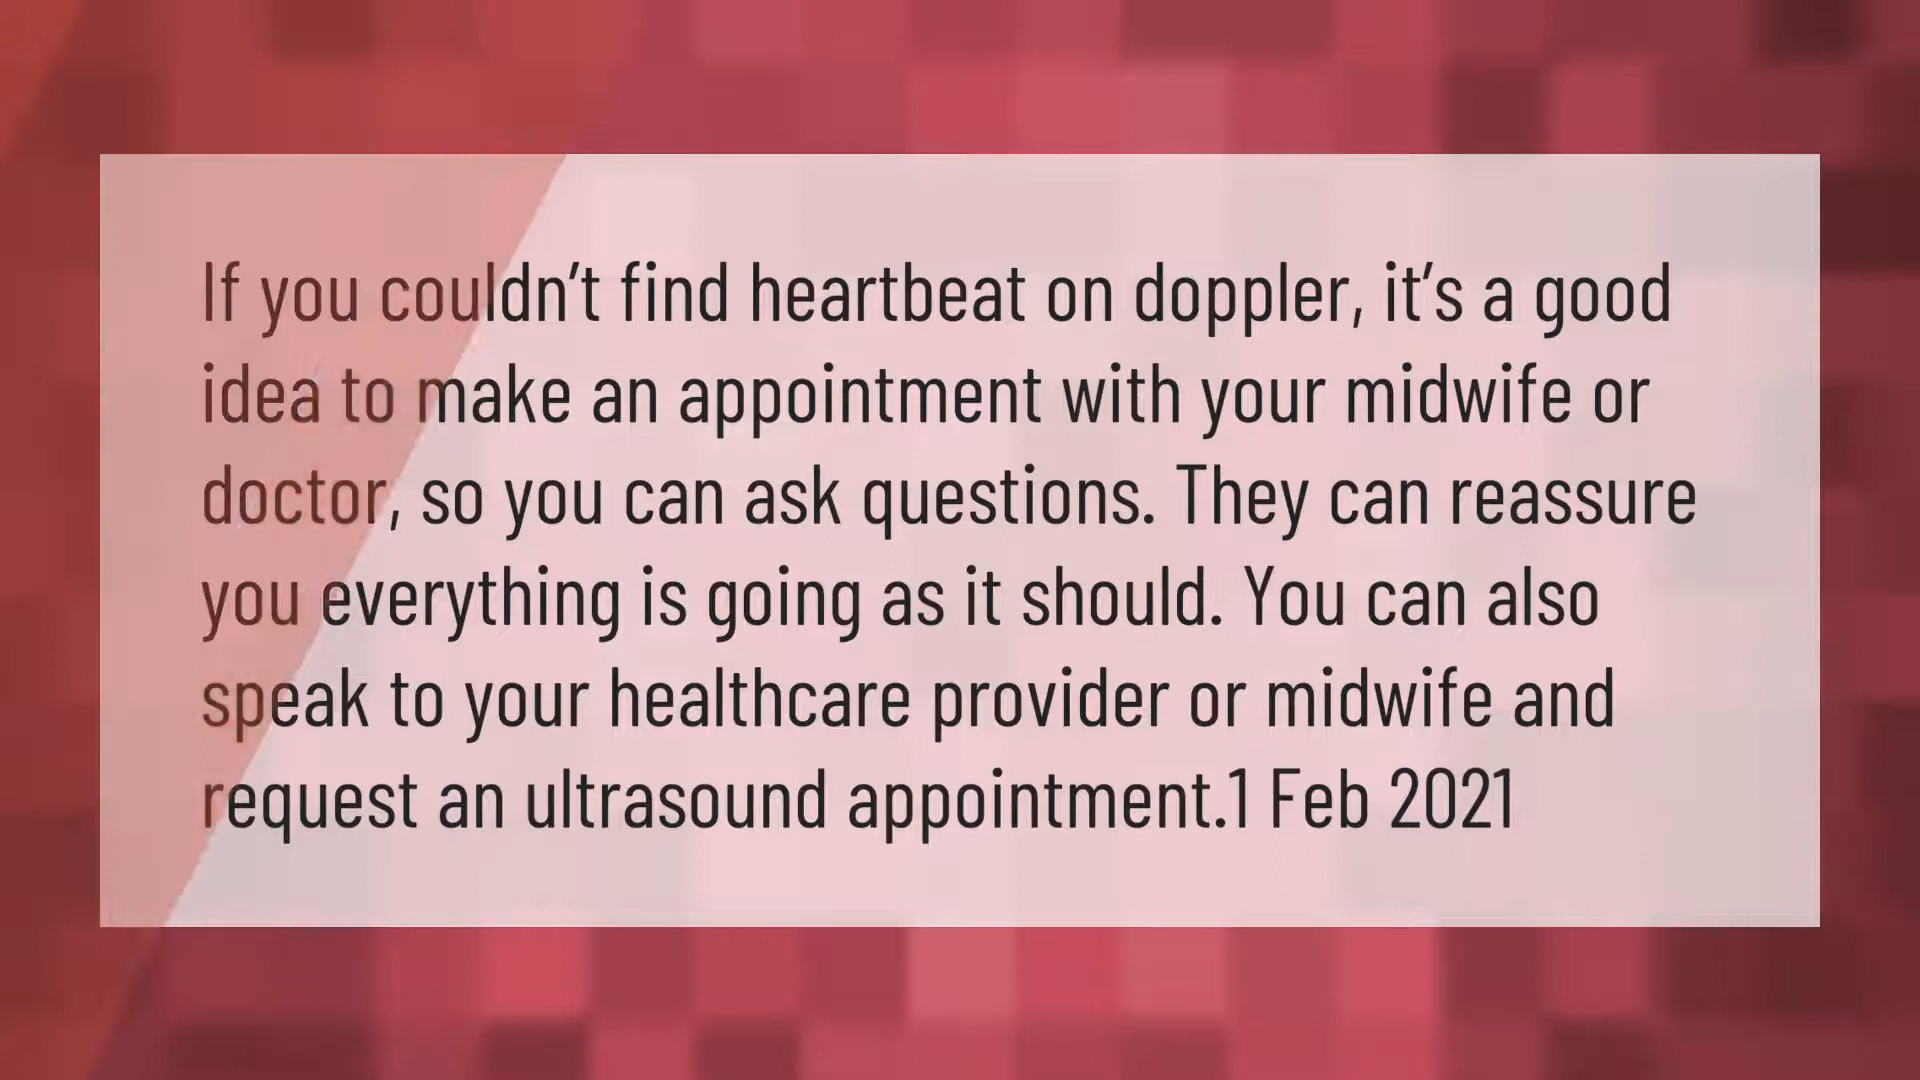 If you couldn’t find heartbeat on doppler, it’s a good
idea to make an appointment with your midwife or
doctor, so you can ask questions. They can reassure
you everything is going as it should. You can also
speak to your healthcare provider or midwife and
request an ultrasound appointment.1 Feb 2021